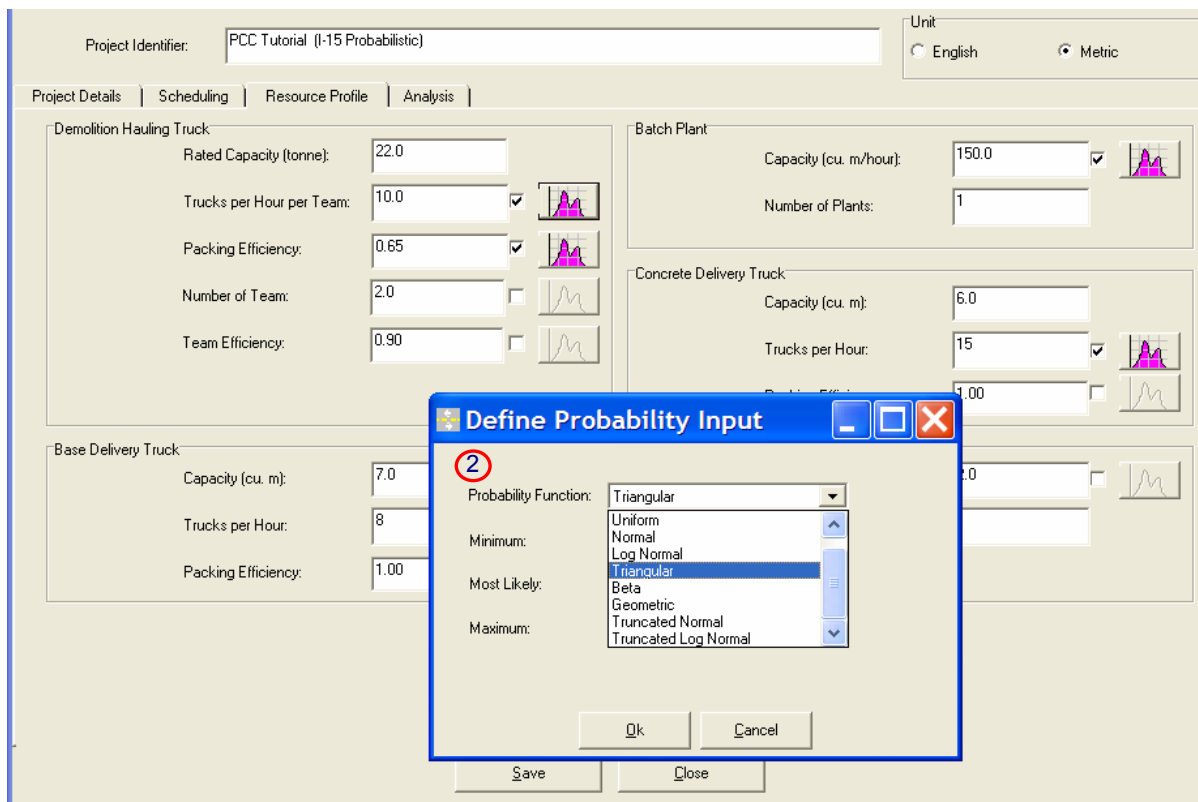 Project Identifier: PCC Tutorial (I-15 Probabilistic)
Unit
English Metric
Project Details Scheduling Resource Profile Analysis
Demolition Hauling Truck
Rated Capacity (tonne): 22.0
Trucks per Hour per Team: 10.0
Packing Efficiency: 0.65
Number of Team: 2.0
Team Efficiency: 0.90
Batch Plant
Capacity (cu. m/hour): 150.0
Number of Plants: 1
Concrete Delivery Truck
Capacity (cu. m): 6.0
Trucks per Hour: 15
1.00
Base Delivery Truck
Capacity (cu. m): 7.0
Trucks per Hour: 8
Packing Efficiency: 1.00
Define Probability Input
2
Probability Function: Triangular
Uniform
Normal
Log Normal
Triangular
Beta
Geometric
Truncated Normal
Truncated Log Normal
Minimum:
Most Likely:
Maximum:
Ok Cancel
Save Close